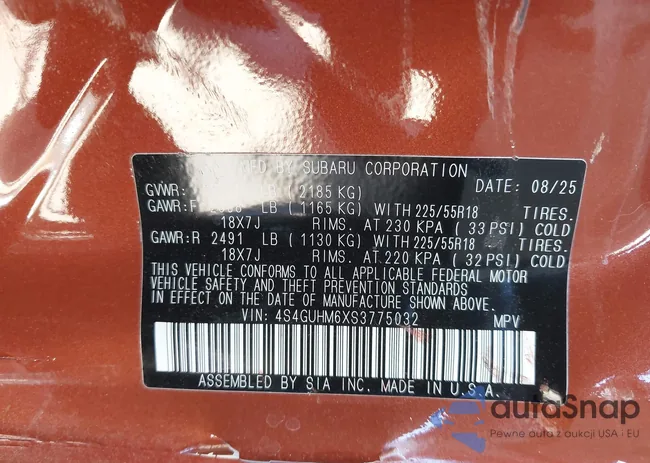 BY SUBARU CORPORATION
GVWR: (2185 KG) DATE: 08/25
GAWR:F LB (1165 KG) WITH 225/55R18 TIRES.
18X7J RIMS. AT 230 KPA (33 PSI) COLD
GAWR:R 2491 LB (1130 KG) WITH 225/55R18 TIRES.
18X7J RIMS. AT 220 KPA (32 PSI) COLD
THIS VEHICLE CONFORMS TO ALL APPLICABLE FEDERAL MOTOR
VEHICLE SAFETY AND THEFT PREVENTION STANDARDS
IN EFFECT ON THE DATE OF MANUFACTURE SHOWN ABOVE.
VIN: 4S4GUHM6XS3775032 MPV
ASSEMBLED BY SIA INC. MADE IN U.S.A.
autoSnap
Pewne auta z aukcji USA · EU